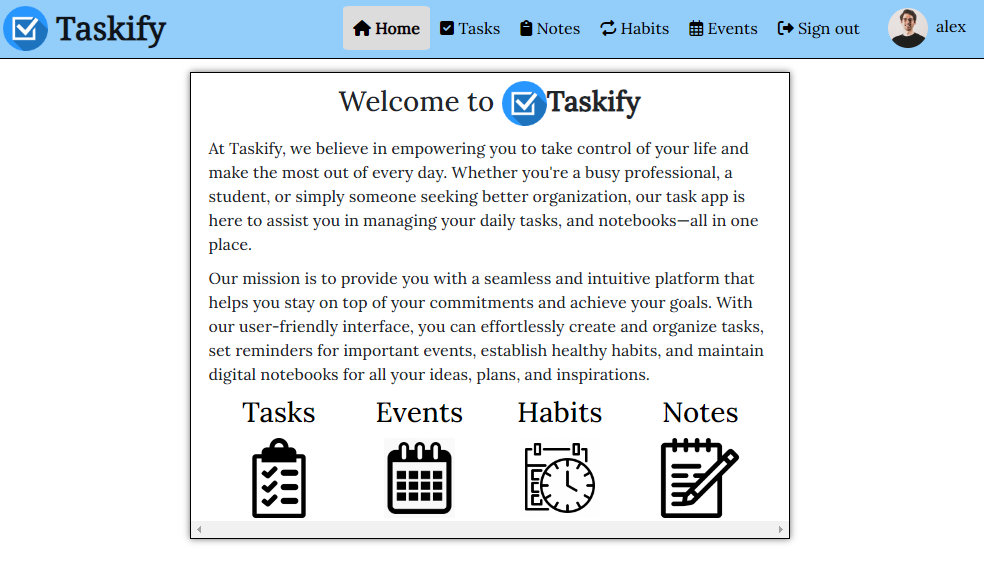 Taskify
Home Tasks Notes Habits Events Sign out alex
Welcome to Taskify
At Taskify, we believe in empowering you to take control of your life and
make the most out of every day. Whether you're a busy professional, a
student, or simply someone seeking better organization, our task app is
here to assist you in managing your daily tasks, and notebooks—all in one
place.
Our mission is to provide you with a seamless and intuitive platform that
helps you stay on top of your commitments and achieve your goals. With
our user-friendly interface, you can effortlessly create and organize tasks,
set reminders for important events, establish healthy habits, and maintain
digital notebooks for all your ideas, plans, and inspirations.
Tasks Events Habits Notes